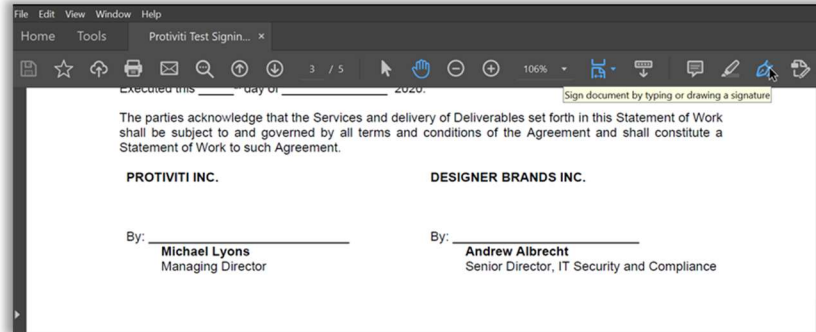 File Edit View Window Help
Home Tools Protiviti Test Signin... ×
3 / 5 106%
Executed this ______ day of ________________ 2020.
Sign document by typing or drawing a signature
The parties acknowledge that the Services and delivery of Deliverables set forth in this Statement of Work
shall be subject to and governed by all terms and conditions of the Agreement and shall constitute a
Statement of Work to such Agreement.
PROTIVITI INC. DESIGNER BRANDS INC.
By: By:
Michael Lyons Andrew Albrecht
Managing Director Senior Director, IT Security and Compliance